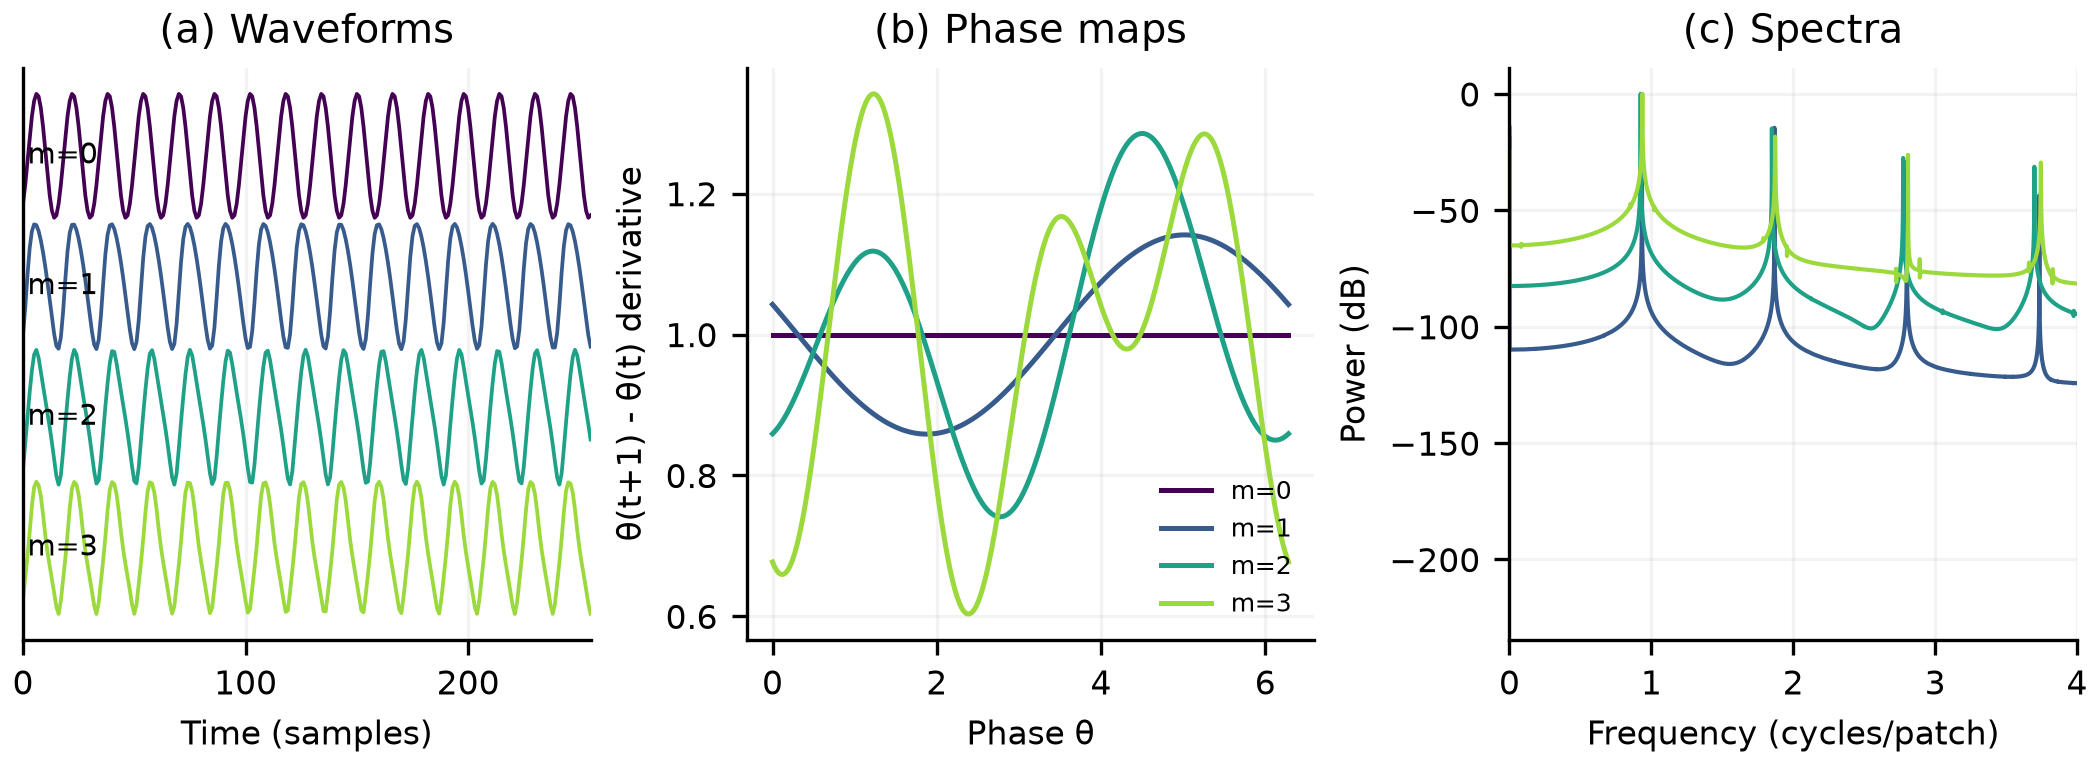 (a) Waveforms
m=0
m=1
m=2
m=3
0
100
200
Time (samples)
(b) Phase maps
θ(t+1) - θ(t) derivative
1.2
1.0
0.8
0.6
m=0
m=1
m=2
m=3
0
2
4
6
Phase θ
(c) Spectra
Power (dB)
0
−50
−100
−150
−200
0
1
2
3
4
Frequency (cycles/patch)